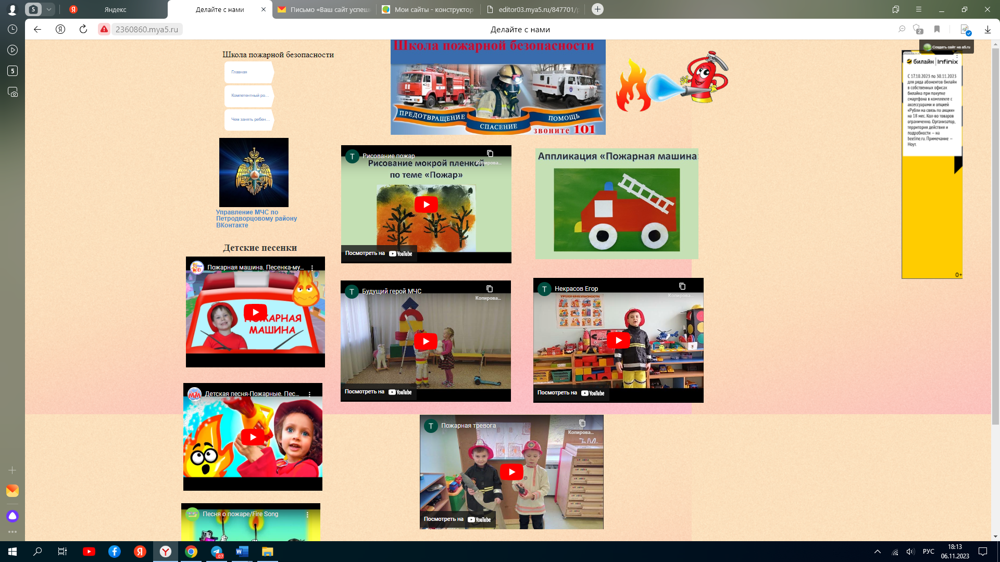 5
Яндекс
Делайте с нами
Письмо «Ваш сайт успеш
Мои сайты - конструктор
editor03.mya5.ru/847701/p
2360860.mya5.ru
Делайте с нами
2
5
Школа пожарной безопасности
Главная
Компетентный ро...
Чем занять ребен...
Управление МЧС по
Петродворцовому району
ВКонтакте
Детские песенки
Пожарная машина. Песенка-му...
ПОЖАРНАЯ
МАШИНА
Детская песня-Пожарные. Пес...
Песня о пожаре/Fire Song
Школа пожарной безопасности
ПРЕДОТВРАЩЕНИЕ
СПАСЕНИЕ
ПОМОЩЬ
звоните 101
Рисование пожар
Копирова...
Рисование мокрой пленкой
по теме «Пожар»
Посмотреть на YouTube
Аппликация «Пожарная машина»
Будущий герой МЧС
Копирова...
Посмотреть на YouTube
Некрасов Егор
Копирова...
УРОКИ БЕЗОПАСНОСТИ
Посмотреть на YouTube
Пожарная тревога
Копирова...
Посмотреть на YouTube
Создать сайт на a5.ru
РЕКЛАМА
билайн Infinix
С 17.10.2023 по 30.11.2023
для ряда абонентов билайн
в собственных офисах
билайна при покупке
смартфона в комплекте с
аксессуарами и опцией
«Рубли на связь по акции»
на 18 мес. Кол-во товаров
ограничено. Организатор,
территория действия и
подробности — на
beeline.ru. Примечание —
Ноут.
0+
РУС
18:13
06.11.2023